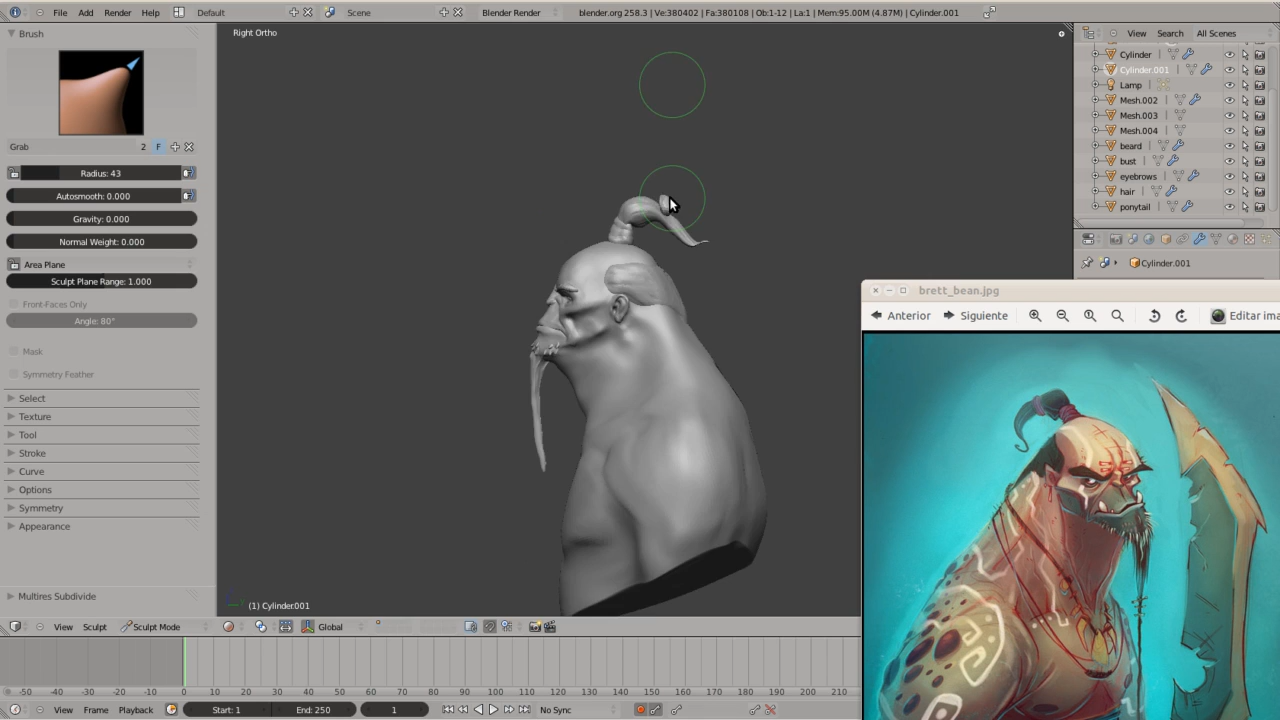 File Add Render Help Default Scene Blender Render blender.org 258.3 | Ve:380402 | Fa:380108 | Ob:1-12 | La:1 | Mem:95.00M (4.87M) | Cylinder.001
Brush
Grab 2 F
Radius: 43
Autosmooth: 0.000
Gravity: 0.000
Normal Weight: 0.000
Area Plane
Sculpt Plane Range: 1.000
Front-Faces Only
Angle: 80°
Mask
Symmetry Feather
Select
Texture
Tool
Stroke
Curve
Options
Symmetry
Appearance
Multires Subdivide
Right Ortho
(1) Cylinder.001
View Sculpt Sculpt Mode Global
View Search All Scenes
Cylinder
Cylinder.001
Lamp
Mesh.002
Mesh.003
Mesh.004
beard
bust
eyebrows
hair
ponytail
Cylinder.001
brett_bean.jpg
Anterior Siguiente Editar ima
-50 -40 -30 -20 -10 0 10 20 30 40 50 60 70 80 90 100 110 120 130 140 150 160 170 180 190 200 210
View Frame Playback Start: 1 End: 250 1 No Sync